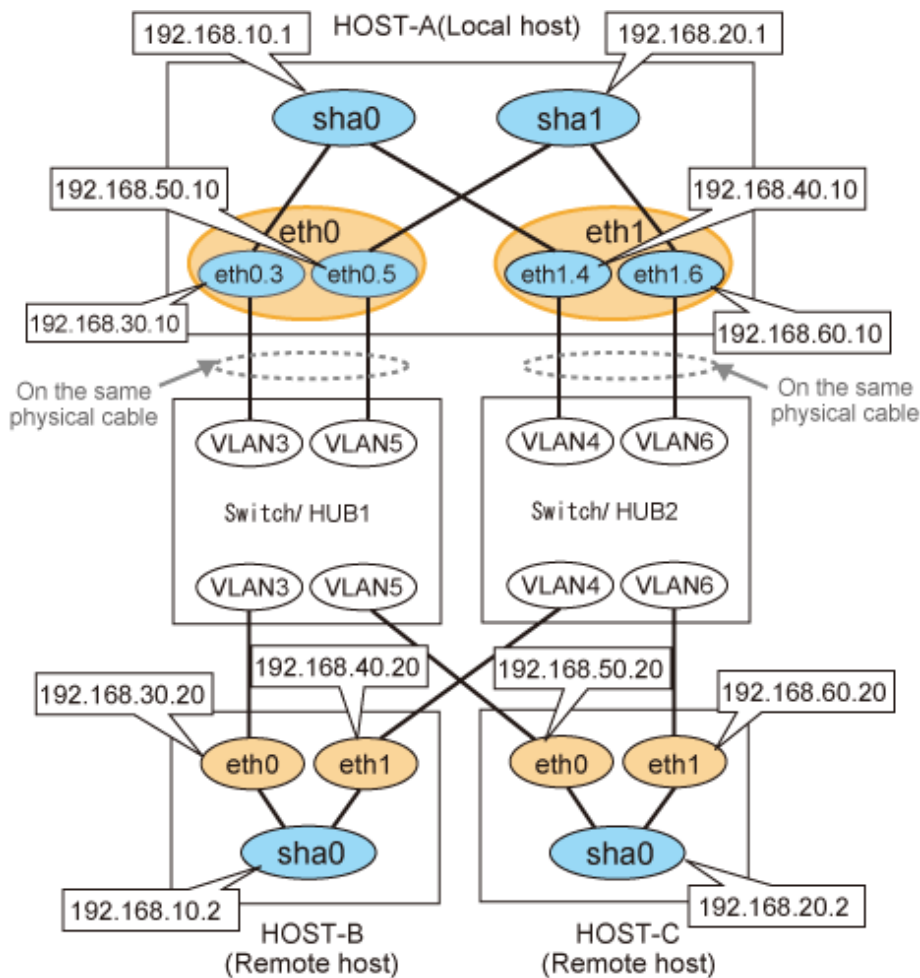 192.168.10.1
HOST-A(Local host)
192.168.20.1
sha0
sha1
192.168.50.10
192.168.40.10
eth0
eth1
eth0.3
eth0.5
eth1.4
eth1.6
192.168.30.10
192.168.60.10
On the same
physical cable
On the same
physical cable
VLAN3
VLAN5
VLAN4
VLAN6
Switch/ HUB1
Switch/ HUB2
VLAN3
VLAN5
VLAN4
VLAN6
192.168.30.20
192.168.40.20
192.168.50.20
192.168.60.20
eth0
eth1
eth0
eth1
sha0
sha0
192.168.10.2
192.168.20.2
HOST-B
(Remote host)
HOST-C
(Remote host)